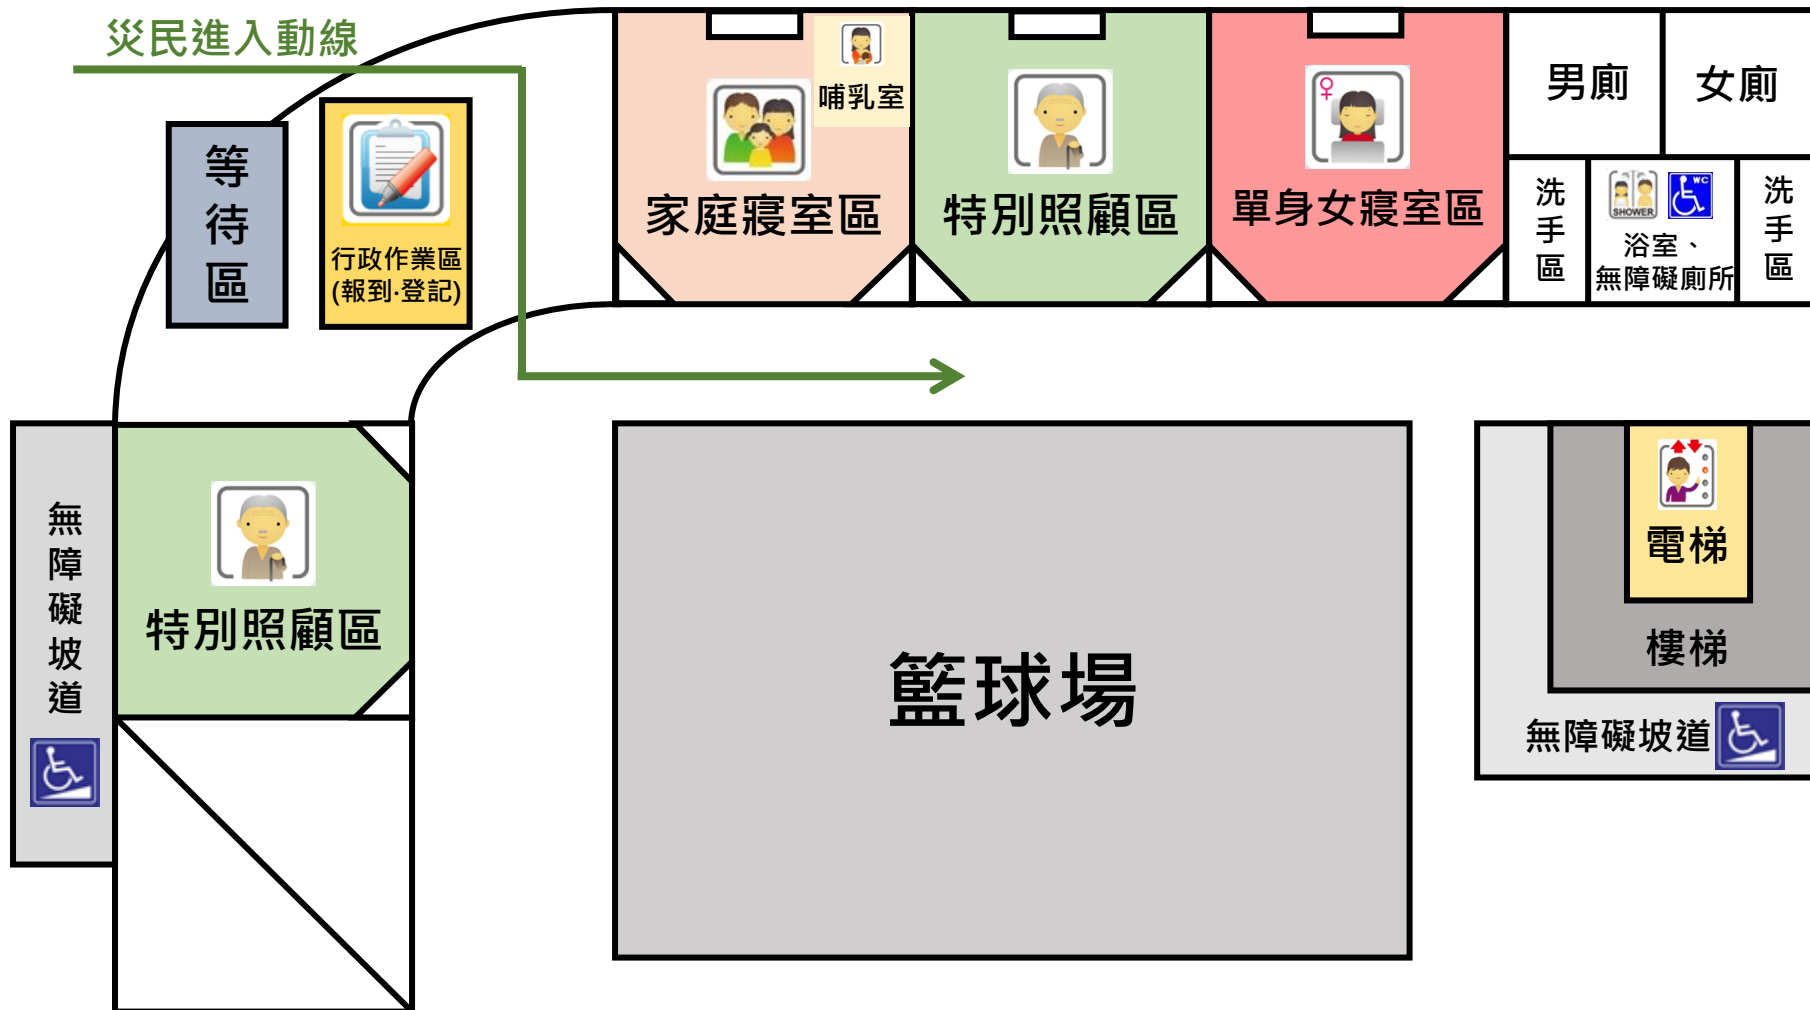 災民進入動線
等待區
行政作業區
(報到·登記)
哺乳室
家庭寢室區
特別照顧區
♀
單身女寢室區
男廁
女廁
洗手區
SHOWER
WC
浴室、
無障礙廁所
洗手區
無障礙坡道
特別照顧區
籃球場
電梯
樓梯
無障礙坡道